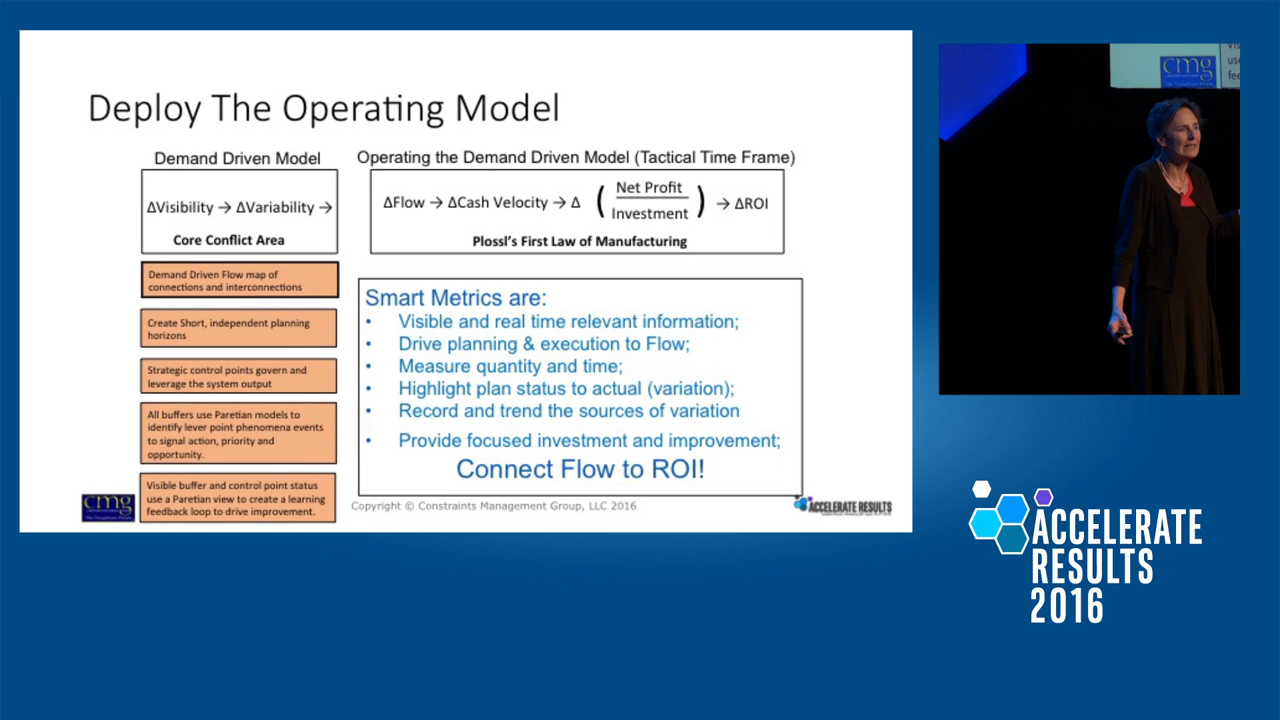 Deploy The Operating Model
Demand Driven Model
Operating the Demand Driven Model (Tactical Time Frame)
ΔVisibility → ΔVariability →
Core Conflict Area
ΔFlow → ΔCash Velocity → Δ ( Net Profit
Investment ) → ΔROI
Plossl's First Law of Manufacturing
Demand Driven Flow map of
connections and interconnections
Create Short, independent planning
horizons
Strategic control points govern and
leverage the system output
All buffers use Paretian models to
identify lever point phenomena events
to signal action, priority and
opportunity.
Visible buffer and control point status
use a Paretian view to create a learning
feedback loop to drive improvement.
Smart Metrics are:
• Visible and real time relevant information;
• Drive planning & execution to Flow;
• Measure quantity and time;
• Highlight plan status to actual (variation);
• Record and trend the sources of variation
• Provide focused investment and improvement;
Connect Flow to ROI!
cmg
Copyright © Constraints Management Group, LLC 2016
ACCELERATE RESULTS
cmg
ACCELERATE
RESULTS
2016